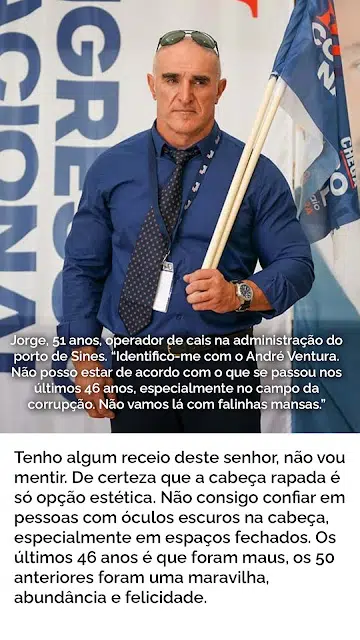 NGRES
ACIONA
CHEGA
Jorge, 51 anos, operador de cais na administração do
porto de Sines. “Identifico-me com o André Ventura.
Não posso estar de acordo com o que se passou nos
últimos 46 anos, especialmente no campo da
corrupção. Não vamos lá com falinhas mansas.”
Tenho algum receio deste senhor, não vou
mentir. De certeza que a cabeça rapada é
só opção estética. Não consigo confiar em
pessoas com óculos escuros na cabeça,
especialmente em espaços fechados. Os
últimos 46 anos é que foram maus, os 50
anteriores foram uma maravilha,
abundância e felicidade.